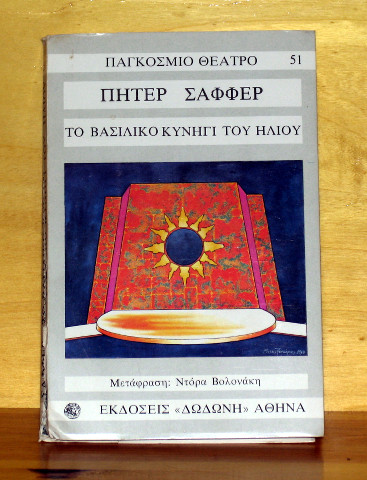 ΠΑΓΚΟΣΜΙΟ ΘΕΑΤΡΟ 51
ΠΗΤΕΡ ΣΑΦΦΕΡ
ΤΟ ΒΑΣΙΛΙΚΟ ΚΥΝΗΓΙ ΤΟΥ ΗΛΙΟΥ
Μετάφραση: Ντόρα Βολονάκη
ΕΚΔΟΣΕΙΣ «ΔΩΔΩΝΗ» ΑΘΗΝΑ